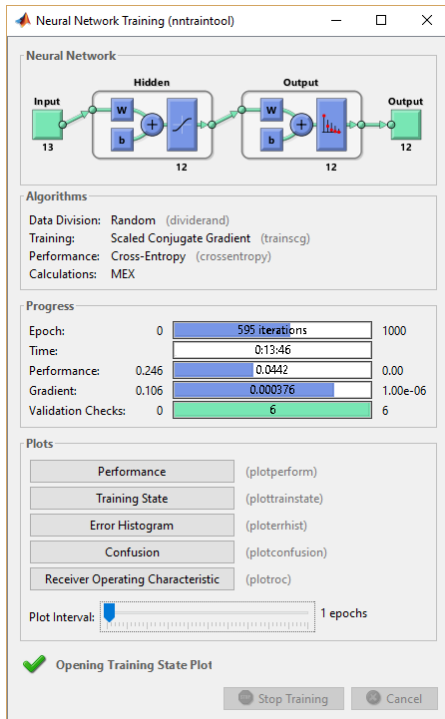 Neural Network Training (nntraintool)
Neural Network
Hidden Output
Input Output
W W
b b
+ +
13 12
12 12
Algorithms
Data Division: Random (dividerand)
Training: Scaled Conjugate Gradient (trainscg)
Performance: Cross-Entropy (crossentropy)
Calculations: MEX
Progress
Epoch: 0 595 iterations 1000
Time: 0:13:46
Performance: 0.246 0.0442 0.00
Gradient: 0.106 0.000376 1.00e-06
Validation Checks: 0 6 6
Plots
Performance (plotperform)
Training State (plottrainstate)
Error Histogram (ploterrhist)
Confusion (plotconfusion)
Receiver Operating Characteristic (plotroc)
Plot Interval: 1 epochs
Opening Training State Plot
Stop Training Cancel